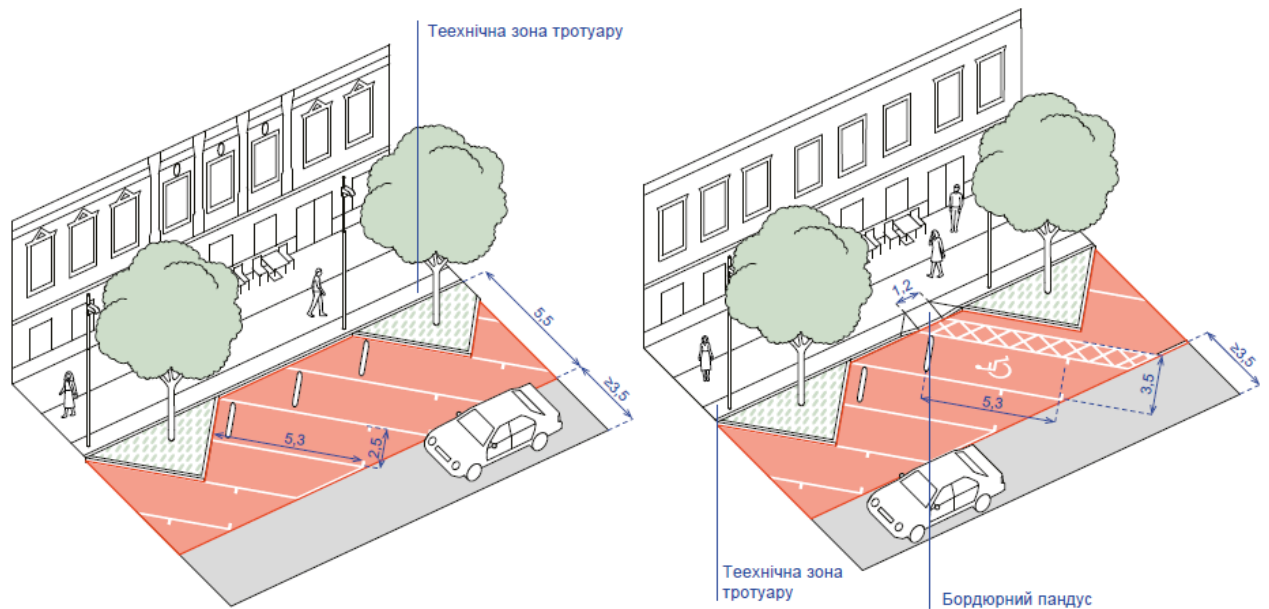 Теехнічна зона тротуару
5,5
≥3,5
5,3
2,5
1,2
≥3,5
3,5
5,3
Теехнічна зона
тротуару
Бордюрний пандус